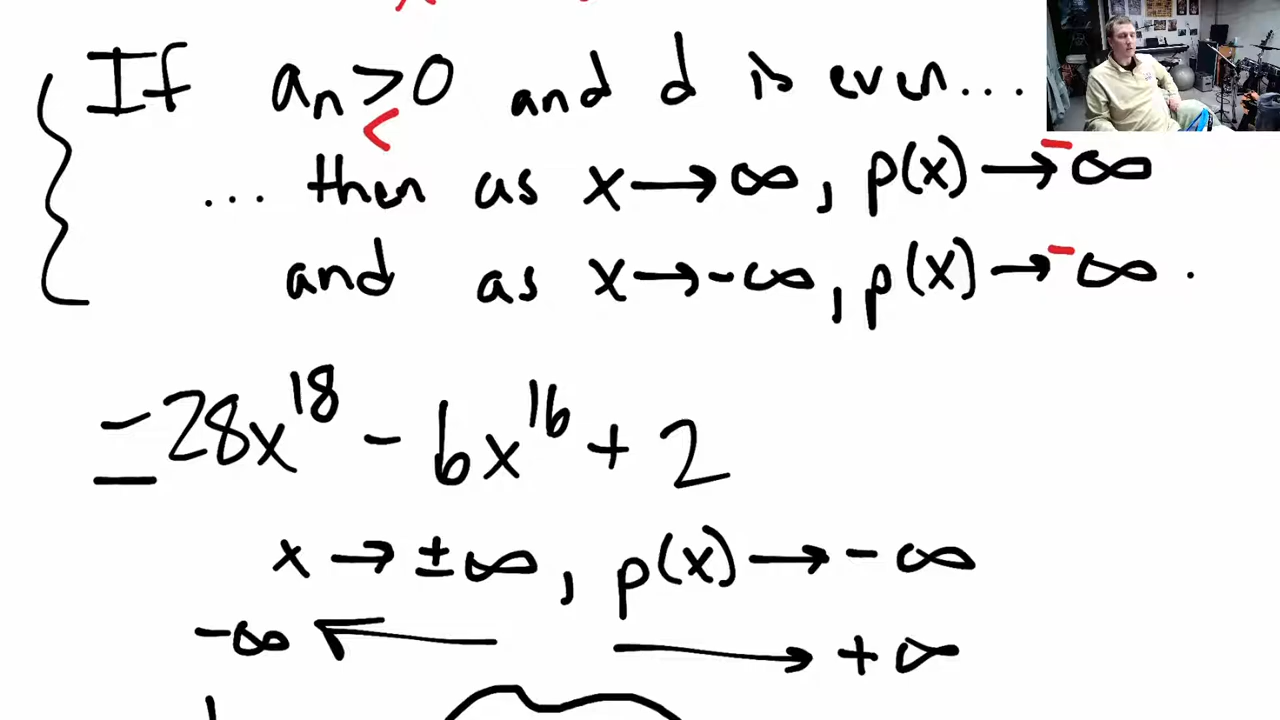 If aₙ > 0 and d is even...
<
... then as x → ∞, p(x) → -∞
and as x → -∞, p(x) → -∞.
-28x¹⁸ - 6x¹⁶ + 2
x → ±∞, p(x) → -∞
-∞ ← → +∞